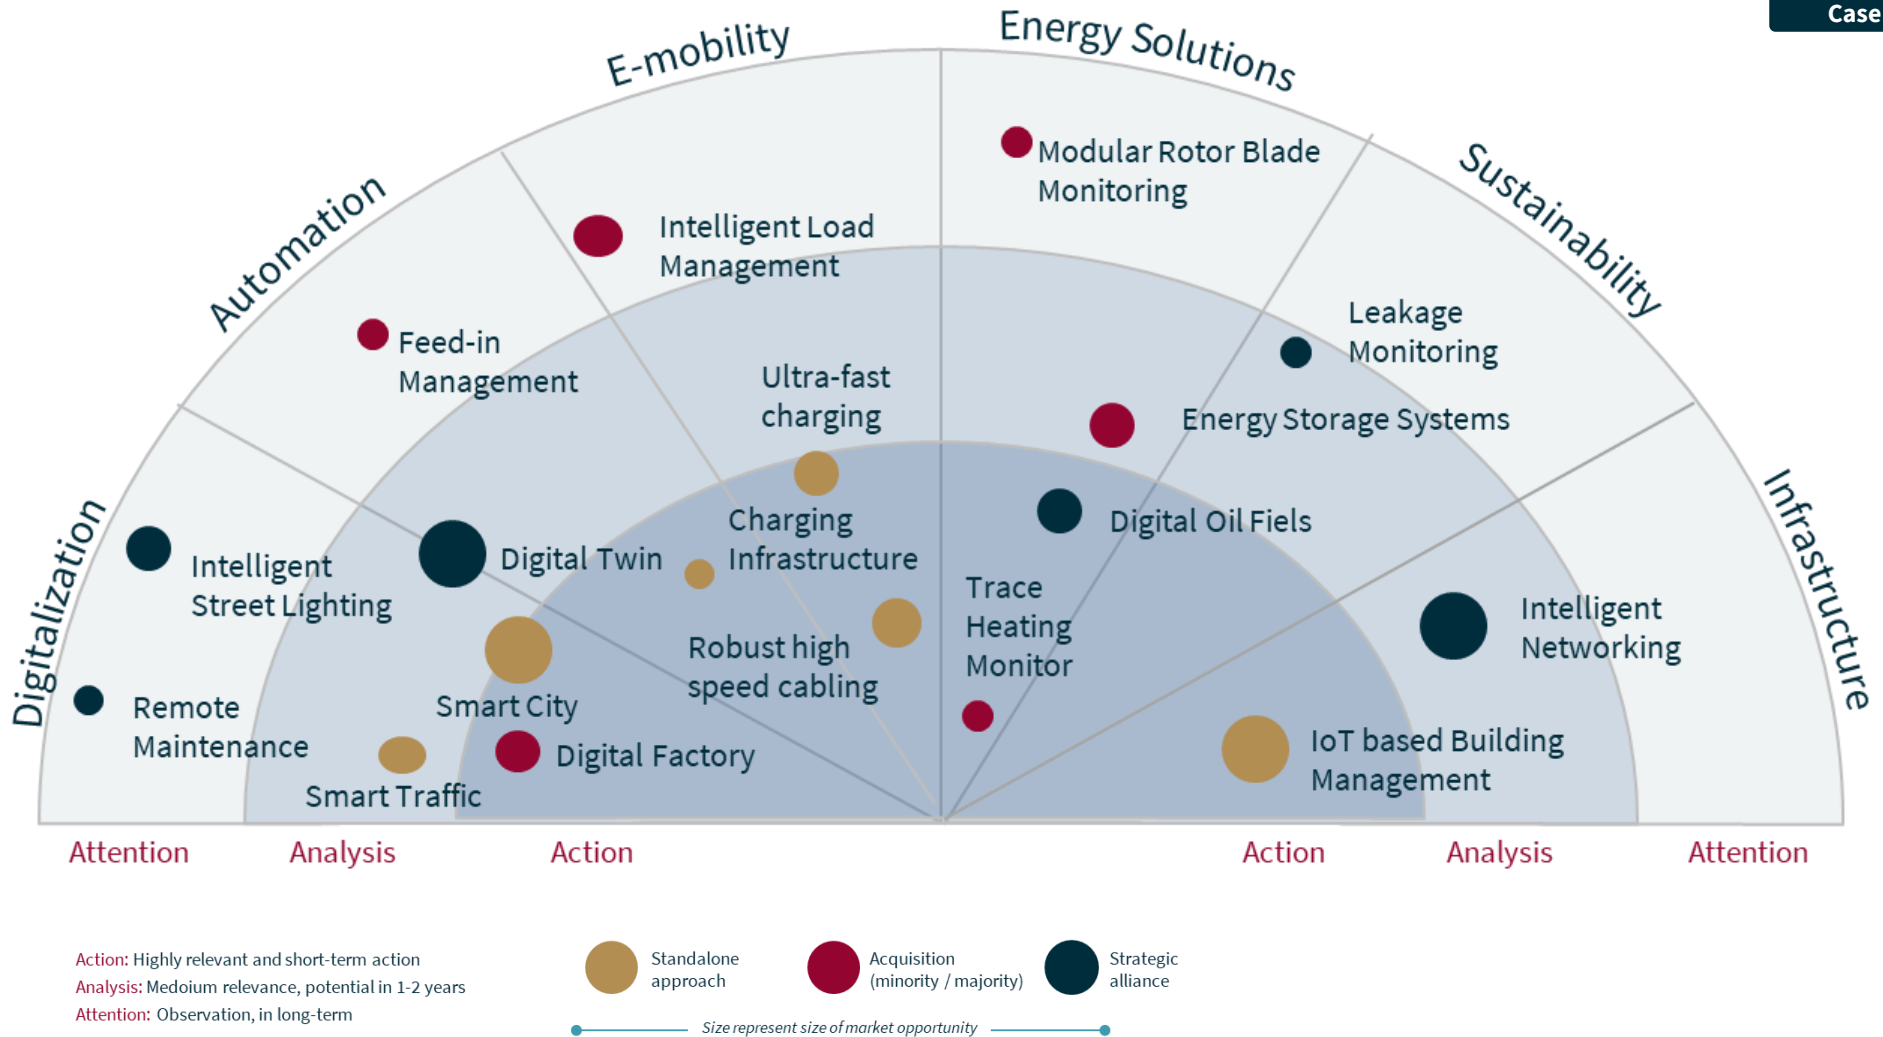 Case
E-mobility
Energy Solutions
Automation
Sustainability
Digitalization
Infrastructure
Modular Rotor Blade
Monitoring
Intelligent Load
Management
Feed-in
Management
Leakage
Monitoring
Ultra-fast
charging
Energy Storage Systems
Charging
Infrastructure
Digital Oil Fiels
Digital Twin
Intelligent
Street Lighting
Trace
Heating
Monitor
Robust high
speed cabling
Intelligent
Networking
Smart City
Remote
Maintenance
Digital Factory
IoT based Building
Management
Smart Traffic
Attention
Analysis
Action
Action
Analysis
Attention
Action: Highly relevant and short-term action
Analysis: Medoium relevance, potential in 1-2 years
Attention: Observation, in long-term
Standalone
approach
Acquisition
(minority / majority)
Strategic
alliance
Size represent size of market opportunity